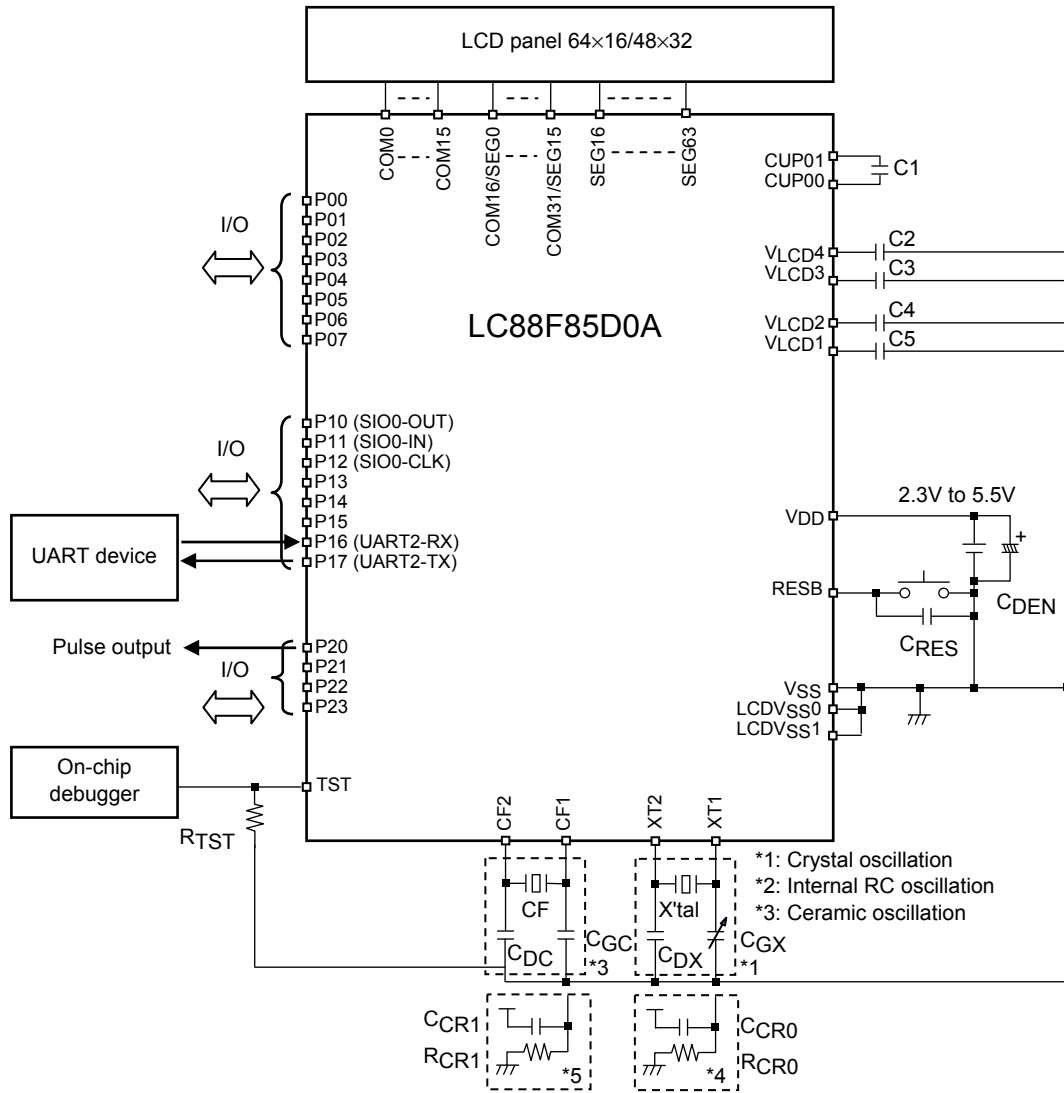 LCD panel 64×16/48×32
COM0
COM15
COM16/SEG0
COM31/SEG15
SEG16
SEG63
CUP01
CUP00
C1
P00
P01
P02
P03
P04
P05
P06
P07
I/O
VLCD4
VLCD3
VLCD2
VLCD1
C2
C3
C4
C5
LC88F85D0A
P10 (SIO0-OUT)
P11 (SIO0-IN)
P12 (SIO0-CLK)
P13
P14
P15
P16 (UART2-RX)
P17 (UART2-TX)
I/O
UART device
2.3V to 5.5V
VDD
+
CDEN
RESB
CRES
Pulse output
P20
P21
P22
P23
I/O
VSS
LCDVSS0
LCDVSS1
On-chip
debugger
TST
RTST
CF2
CF1
XT2
XT1
*1: Crystal oscillation
*2: Internal RC oscillation
*3: Ceramic oscillation
CF
CDC
CGC
*3
X'tal
CDX
CGX
*1
CCR1
RCR1
*5
CCR0
RCR0
*4